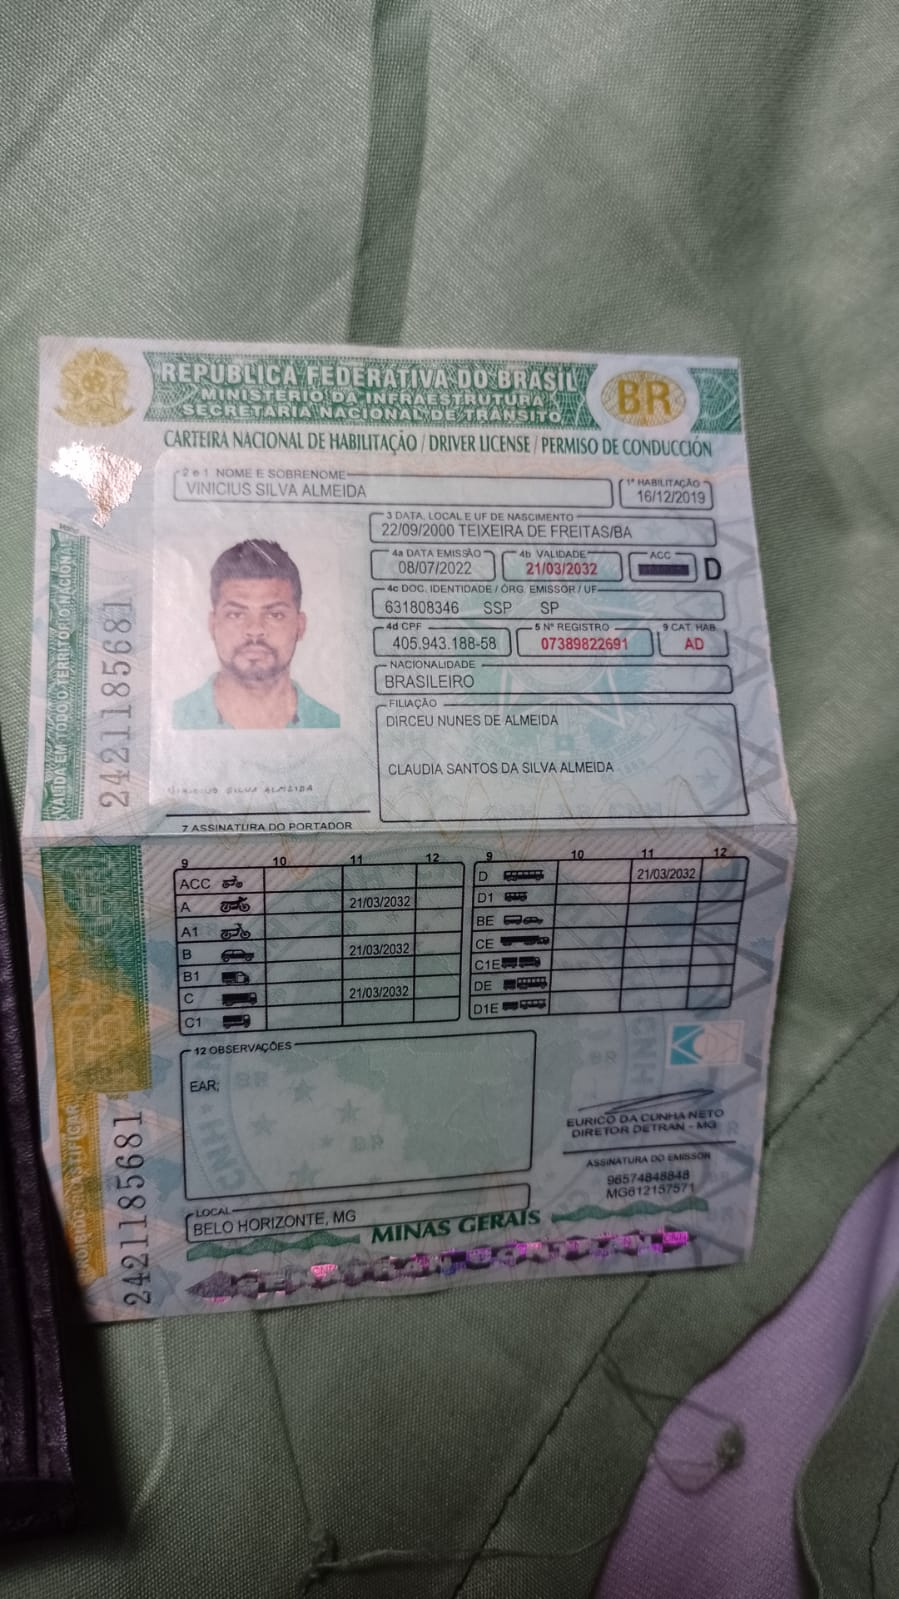 REPÚBLICA FEDERATIVA DO BRASIL
MINISTÉRIO DA INFRAESTRUTURA
SECRETARIA NACIONAL DE TRÂNSITO
BR
CARTEIRA NACIONAL DE HABILITAÇÃO / DRIVER LICENSE / PERMISO DE CONDUCCIÓN
2 e 1 NOME E SOBRENOME
VINICIUS SILVA ALMEIDA
1ª HABILITAÇÃO
16/12/2019
3 DATA, LOCAL E UF DE NASCIMENTO
22/09/2000 TEIXEIRA DE FREITAS/BA
4a DATA EMISSÃO
08/07/2022
4b VALIDADE
21/03/2032
ACC
D
4c DOC. IDENTIDADE / ÓRG. EMISSOR / UF
631808346 SSP SP
4d CPF
405.943.188-58
5 Nº REGISTRO
07389822691
9 CAT. HAB.
AD
NACIONALIDADE
BRASILEIRO
FILIAÇÃO
DIRCEU NUNES DE ALMEIDA
CLAUDIA SANTOS DA SILVA ALMEIDA
VINICIUS SILVA ALMEIDA
7 ASSINATURA DO PORTADOR
VÁLIDA EM TODO O TERRITÓRIO NACIONAL
2421185681
9 10 11 12
ACC
A 21/03/2032
A1
B 21/03/2032
B1
C 21/03/2032
C1
9 10 11 12
D 21/03/2032
D1
BE
CE
C1E
DE
D1E
12 OBSERVAÇÕES
EAR;
EURICO DA CUNHA NETO
DIRETOR DETRAN - MG
ASSINATURA DO EMISSOR
96574848848
MG612157571
LOCAL
BELO HORIZONTE, MG
MINAS GERAIS
PROIBIDO PLASTIFICAR
2421185681